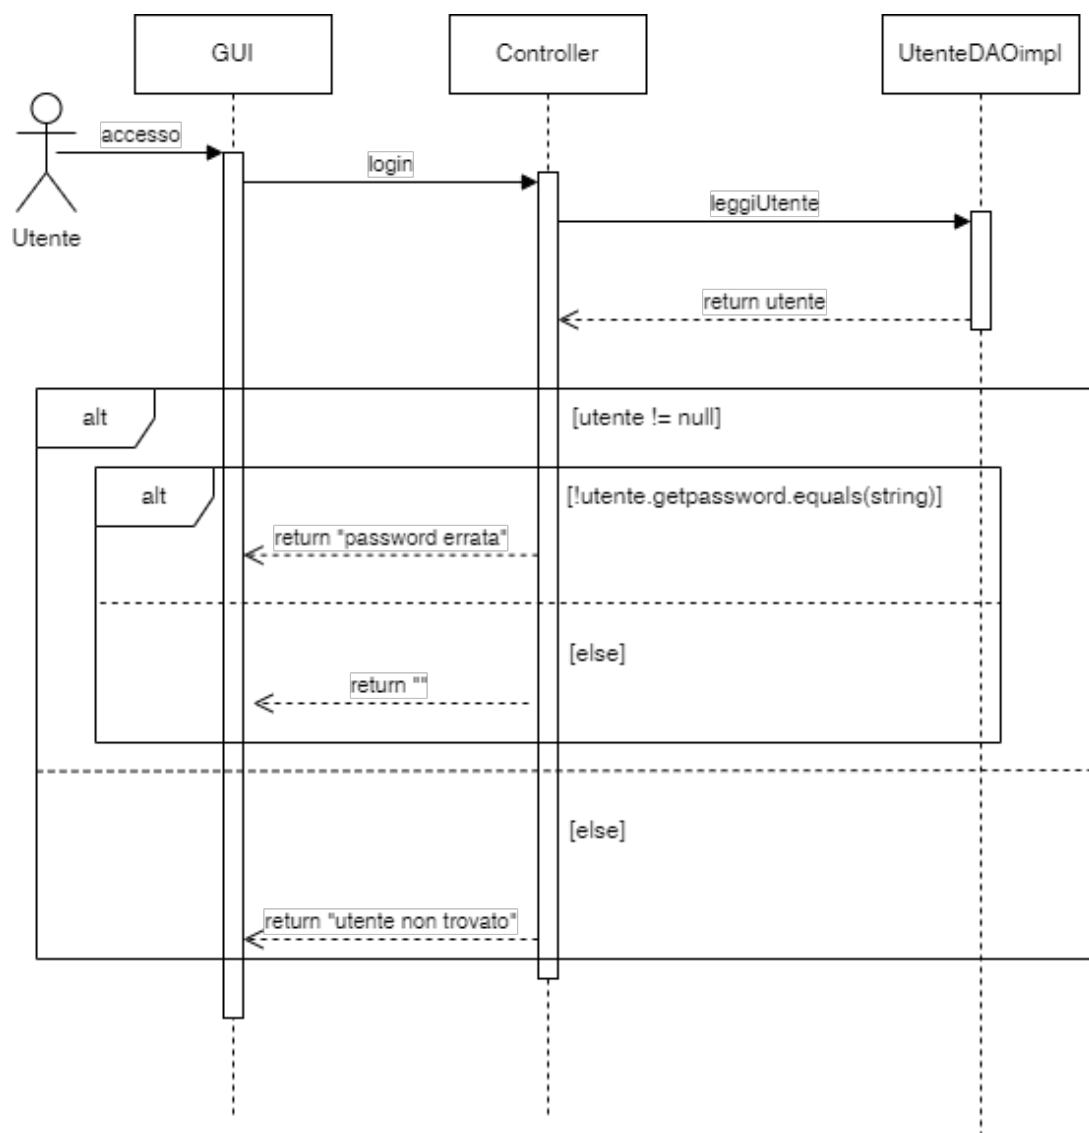 GUI
Controller
UtenteDAOimpl
accesso
login
leggiUtente
Utente
return utente
alt
[utente != null]
alt
[!utente.getpassword.equals(string)]
return "password errata"
[else]
return ""
[else]
return "utente non trovato"